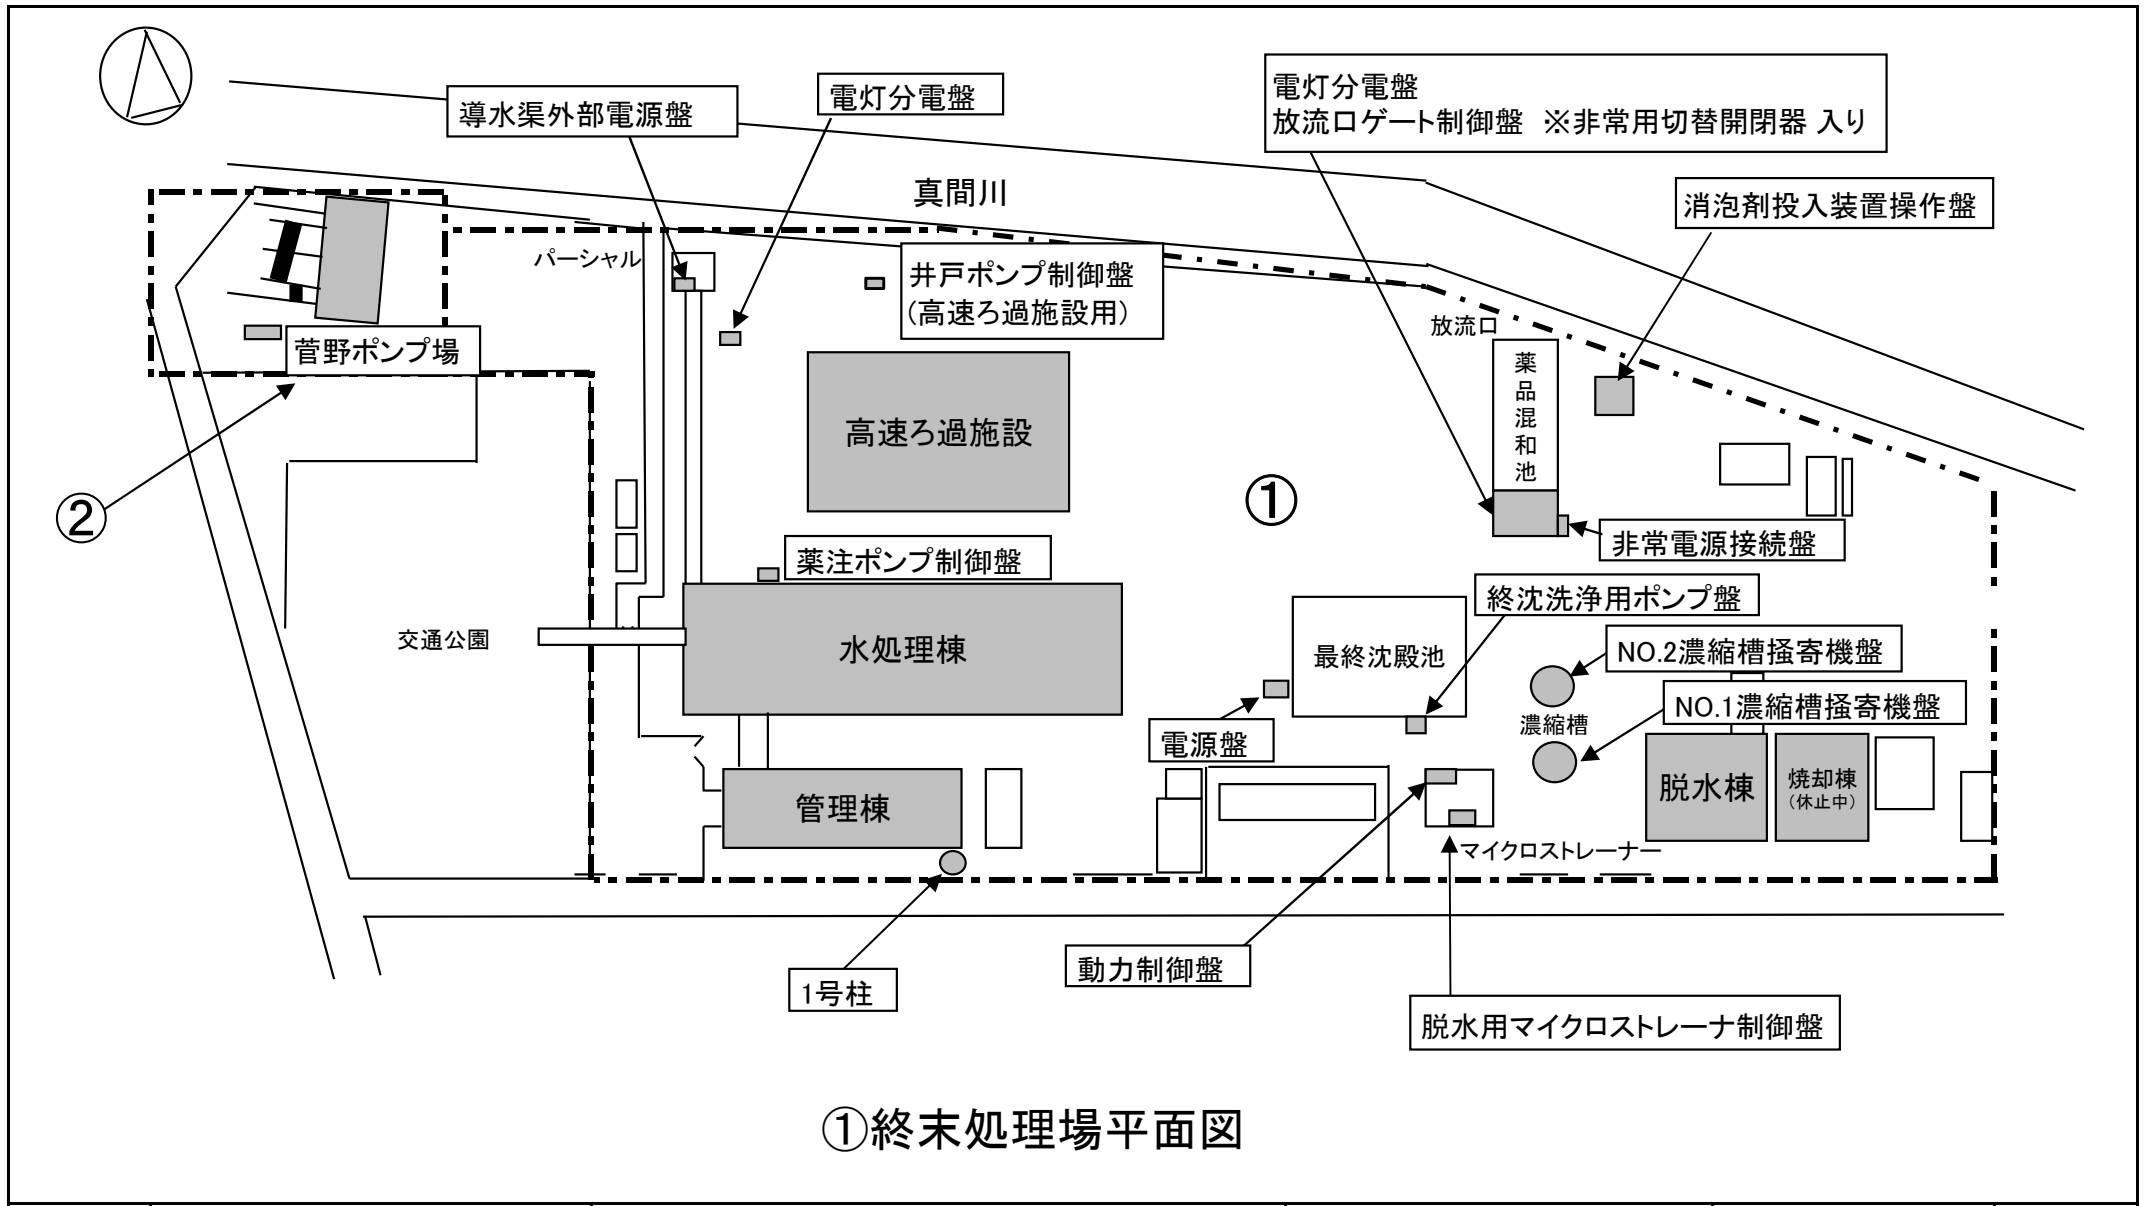 電灯分電盤
放流口ゲート制御盤 ※非常用切替開閉器 入り
導水渠外部電源盤
電灯分電盤
真間川
消泡剤投入装置操作盤
パーシャル
井戸ポンプ制御盤
(高速ろ過施設用)
放流口
菅野ポンプ場
薬
品
混
和
池
高速ろ過施設
①
②
非常電源接続盤
薬注ポンプ制御盤
終沈洗浄用ポンプ盤
交通公園
水処理棟
最終沈殿池
NO.2濃縮槽掻寄機盤
NO.1濃縮槽掻寄機盤
濃縮槽
電源盤
管理棟
脱水棟
焼却棟
(休止中)
マイクロストレーナー
動力制御盤
1号柱
脱水用マイクロストレーナ制御盤
①終末処理場平面図